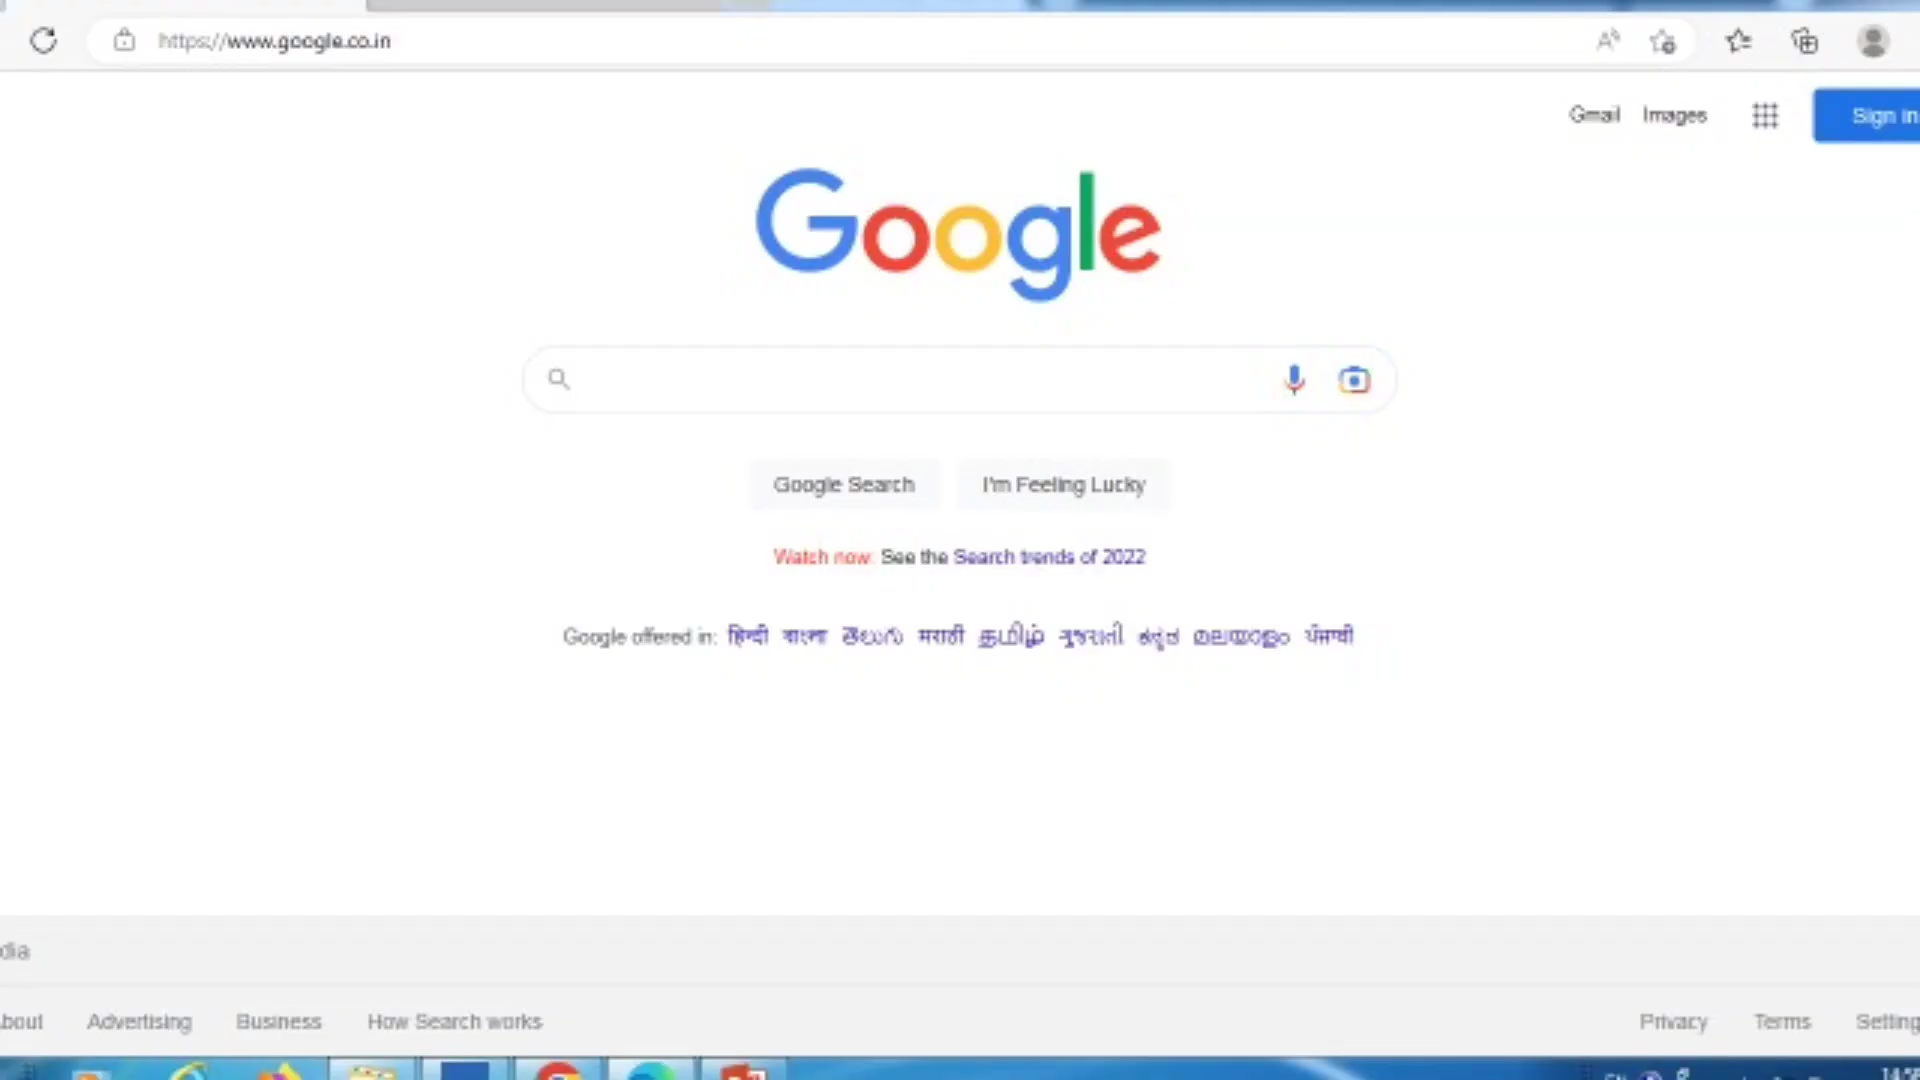 https://www.google.co.in
Gmail Images Sign in
Google
Google Search I'm Feeling Lucky
Watch now: See the Search trends of 2022
Google offered in: हिन्दी বাংলা తెలుగు मराठी தமிழ் ગુજરાતી ಕನ್ನಡ മലയാളം ਪੰਜਾਬੀ
dia
bout Advertising Business How Search works Privacy Terms Setting
EN